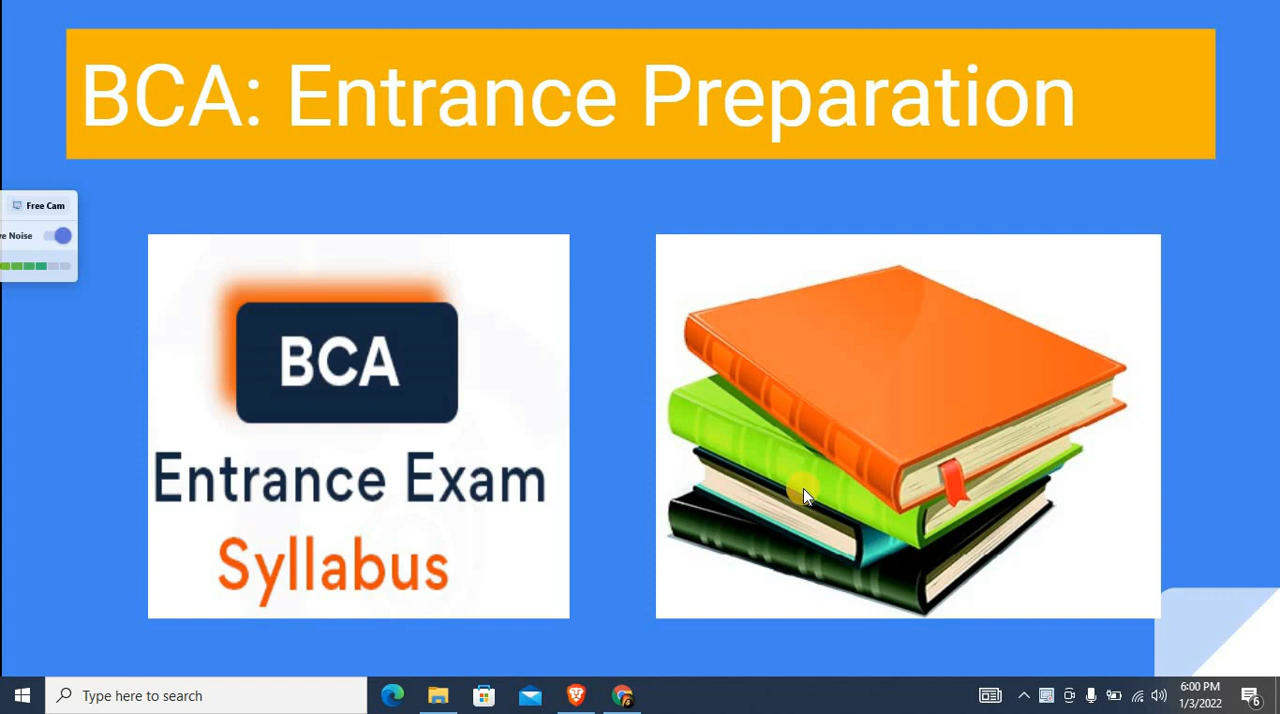 BCA: Entrance Preparation
Free Cam
ve Noise
BCA
Entrance Exam
Syllabus
Type here to search
6:00 PM
1/3/2022
6